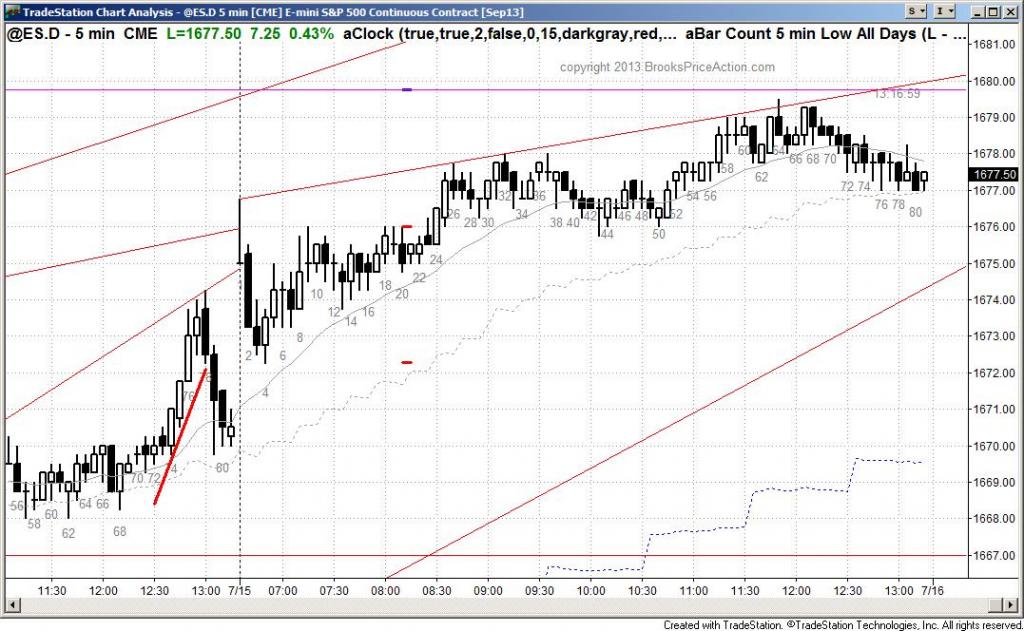 TradeStation Chart Analysis - @ES.D 5 min [CME] E-mini S&P 500 Continuous Contract [Sep13]
S I
@ES.D - 5 min CME L=1677.50 7.25 0.43% aClock (true,true,2,false,0,15,darkgray,red,... aBar Count 5 min Low All Days (L - ...
copyright 2013 BrooksPriceAction.com
13:16:59
1681.00
1680.00
1679.00
1678.00
1677.50
1677.00
1676.00
1675.00
1674.00
1673.00
1672.00
1671.00
1670.00
1669.00
1668.00
1667.00
58 60 62 64 66 68 70 72 74
76 78 80
26 28 30 32 34 36 38 40 42 44 46 48 50 52 54 56
2 4 6 8 10 12 14 16 18 20 22 24
56 58 60 62 64 66 68 70 72 76 80
11:30 12:00 12:30 13:00 7/15 07:00 07:30 08:00 08:30 09:00 09:30 10:00 10:30 11:00 11:30 12:00 12:30 13:00 7/16
Created with TradeStation. ©TradeStation Technologies, Inc. All rights reserved.